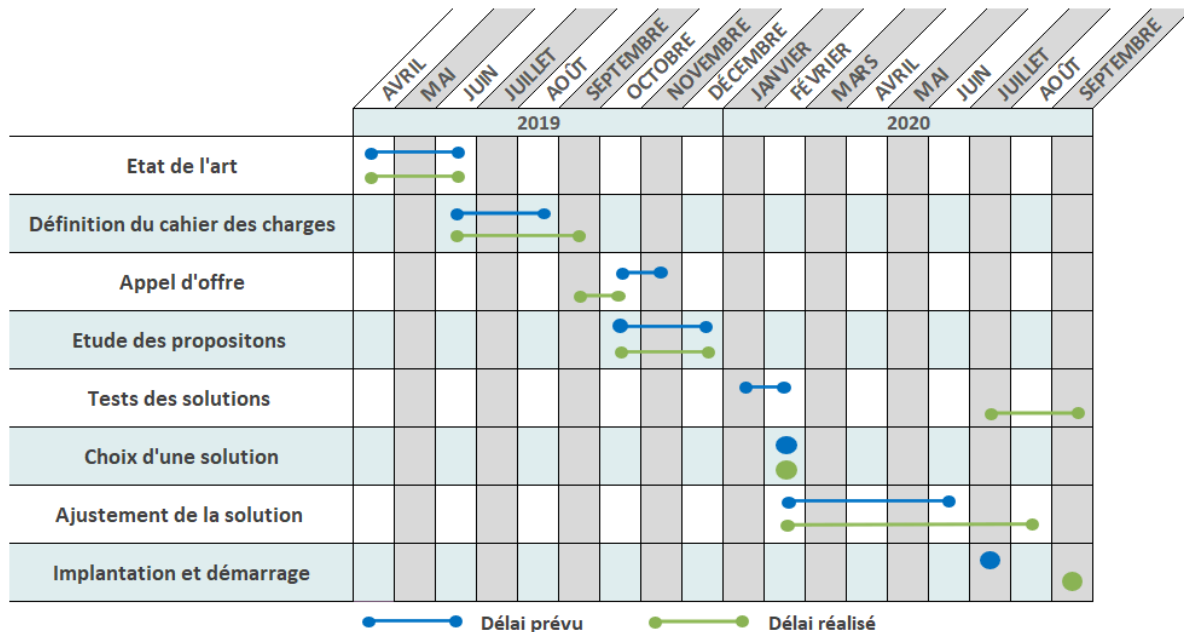 AVRIL
MAI
JUIN
JUILLET
AOÛT
SEPTEMBRE
OCTOBRE
NOVEMBRE
DÉCEMBRE
JANVIER
FÉVRIER
MARS
AVRIL
MAI
JUIN
JUILLET
AOÛT
SEPTEMBRE
2019 2020
Etat de l'art
Définition du cahier des charges
Appel d'offre
Etude des propositons
Tests des solutions
Choix d'une solution
Ajustement de la solution
Implantation et démarrage
Délai prévu Délai réalisé